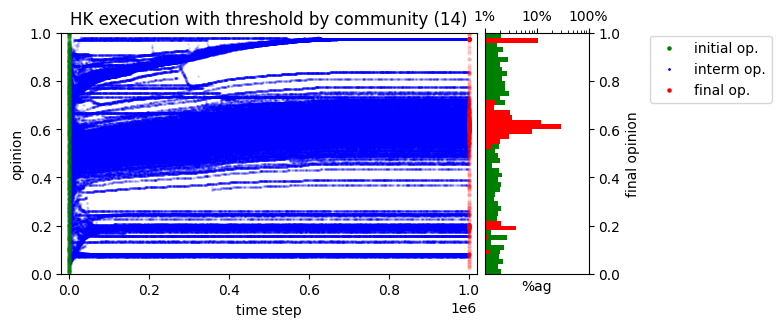 HK execution with threshold by community (14)
1% 10% 100%
initial op.
interm op.
final op.
opinion
1.0
0.8
0.6
0.4
0.2
0.0
0.0 0.2 0.4 0.6 0.8 1.0
1e6
time step
%ag
1.0
0.8
0.6
0.4
0.2
0.0
final opinion